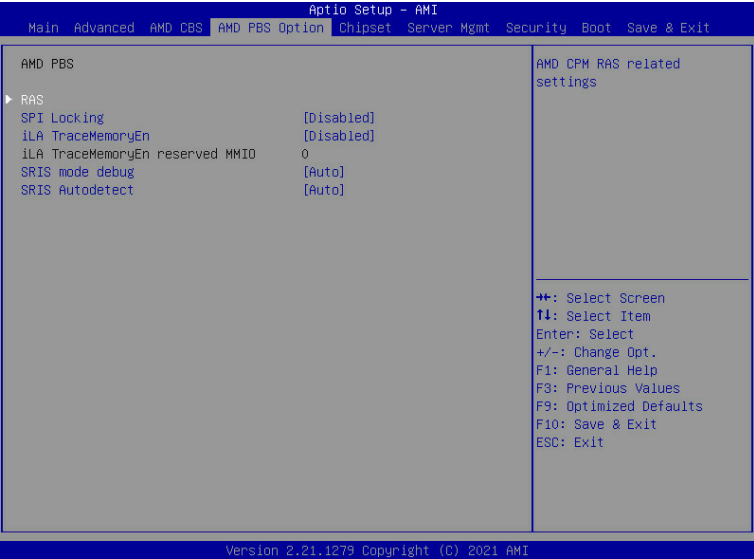 Aptio Setup – AMI
Main Advanced AMD CBS AMD PBS Option Chipset Server Mgmt Security Boot Save & Exit
AMD PBS
RAS
SPI Locking [Disabled]
iLA TraceMemoryEn [Disabled]
iLA TraceMemoryEn reserved MMIO 0
SRIS mode debug [Auto]
SRIS Autodetect [Auto]
AMD CPM RAS related
settings
→←: Select Screen
↑↓: Select Item
Enter: Select
+/-: Change Opt.
F1: General Help
F3: Previous Values
F9: Optimized Defaults
F10: Save & Exit
ESC: Exit
Version 2.21.1279 Copyright (C) 2021 AMI